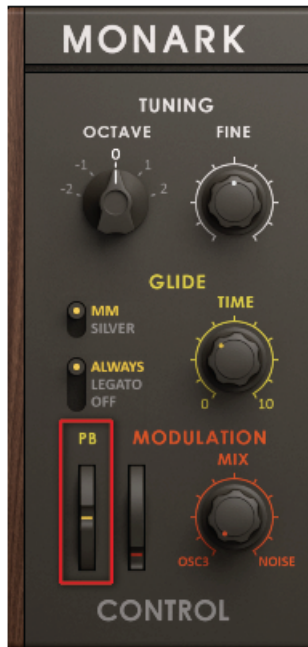 MONARK
TUNING
OCTAVE FINE
0
-1 1
-2 2
GLIDE
TIME
MM
SILVER
ALWAYS
LEGATO
OFF
0 10
PB MODULATION
MIX
OSC3 NOISE
CONTROL